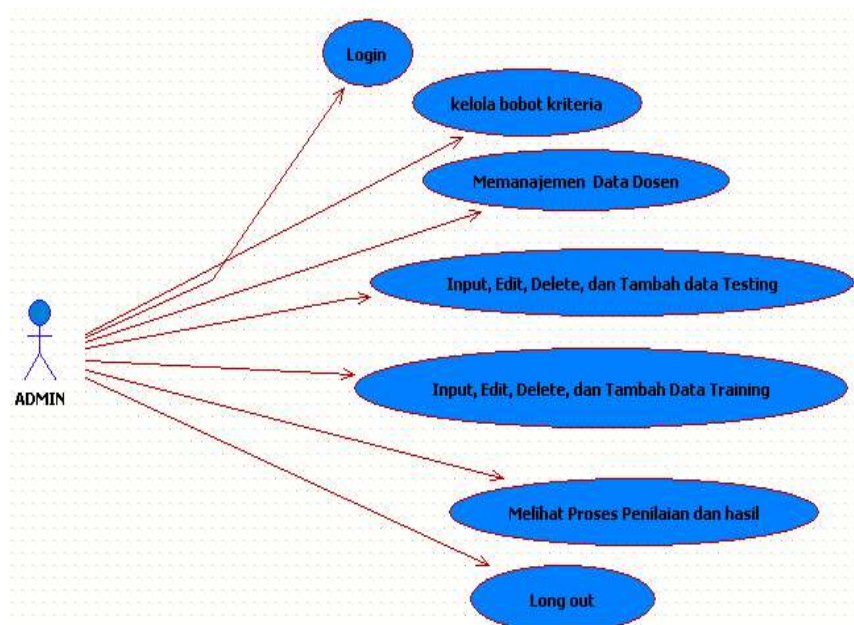 Login
kelola bobot kriteria
Memanajemen Data Dosen
Input, Edit, Delete, dan Tambah data Testing
ADMIN
Input, Edit, Delete, dan Tambah Data Training
Melihat Proses Penilaian dan hasil
Long out